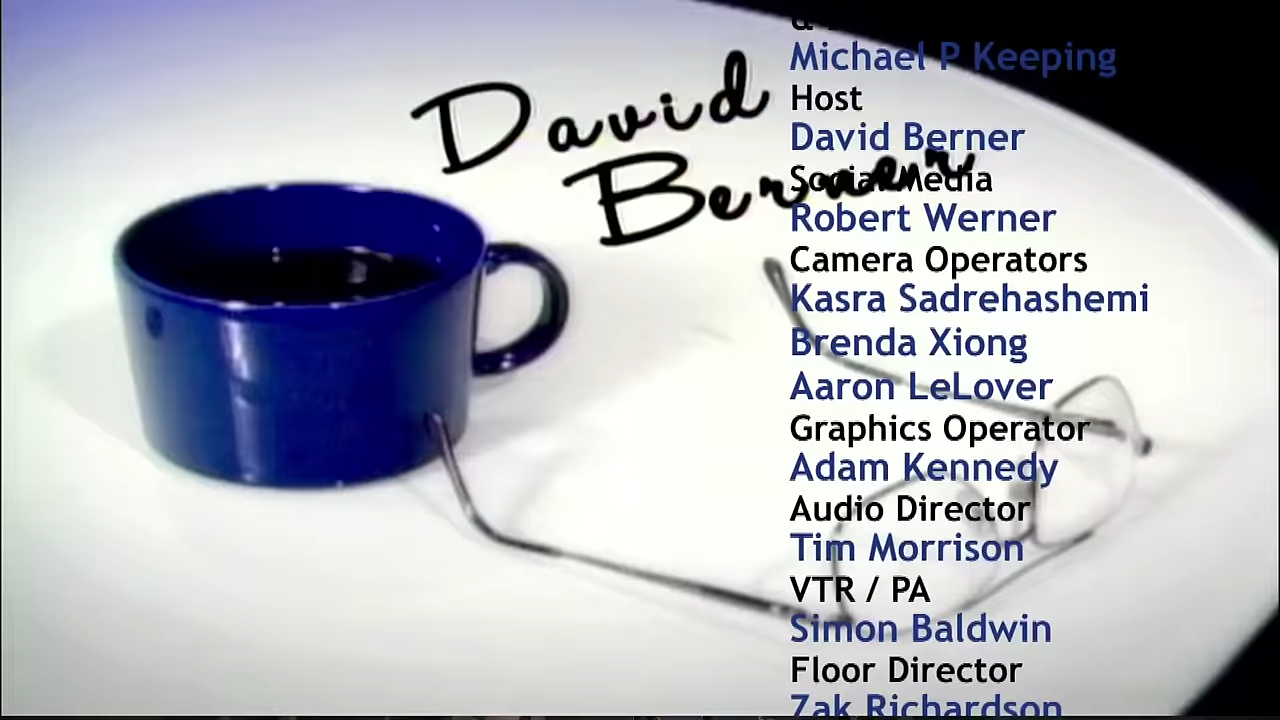 David
Berner
Michael P Keeping
Host
David Berner
Social Media
Robert Werner
Camera Operators
Kasra Sadrehashemi
Brenda Xiong
Aaron LeLover
Graphics Operator
Adam Kennedy
Audio Director
Tim Morrison
VTR / PA
Simon Baldwin
Floor Director
Zak Richardson